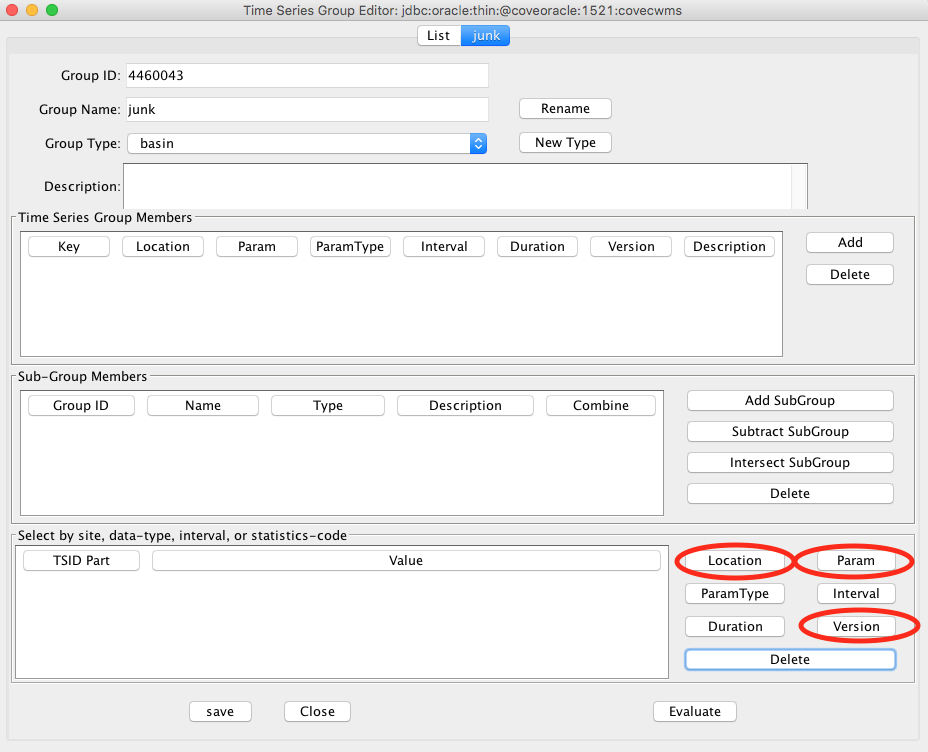 Time Series Group Editor: jdbc:oracle:thin:@coveoracle:1521:covecwms
List junk
Group ID: 4460043
Group Name: junk Rename
Group Type: basin New Type
Description:
Time Series Group Members
Key Location Param ParamType Interval Duration Version Description Add
Delete
Sub-Group Members
Group ID Name Type Description Combine Add SubGroup
Subtract SubGroup
Intersect SubGroup
Delete
Select by site, data-type, interval, or statistics-code
TSID Part Value Location Param
ParamType Interval
Duration Version
Delete
save Close Evaluate